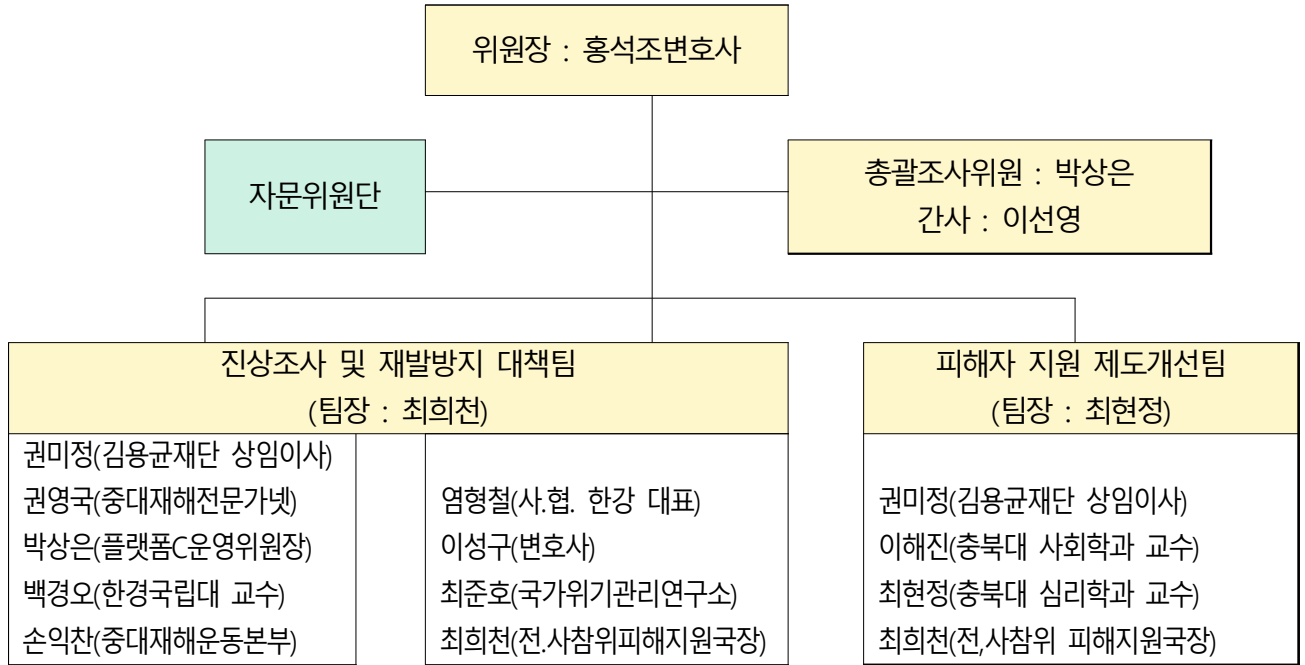 위원장 : 홍석조변호사
자문위원단
총괄조사위원 : 박상은
간사 : 이선영
진상조사 및 재발방지 대책팀
(팀장 : 최희천)
권미정(김용균재단 상임이사)
권영국(중대재해전문가넷)
박상은(플랫폼C운영위원장)
백경오(한경국립대 교수)
손익찬(중대재해운동본부)
염형철(사.협. 한강 대표)
이성구(변호사)
최준호(국가위기관리연구소)
최희천(전.사참위피해지원국장)
피해자 지원 제도개선팀
(팀장 : 최현정)
권미정(김용균재단 상임이사)
이해진(충북대 사회학과 교수)
최현정(충북대 심리학과 교수)
최희천(전,사참위 피해지원국장)